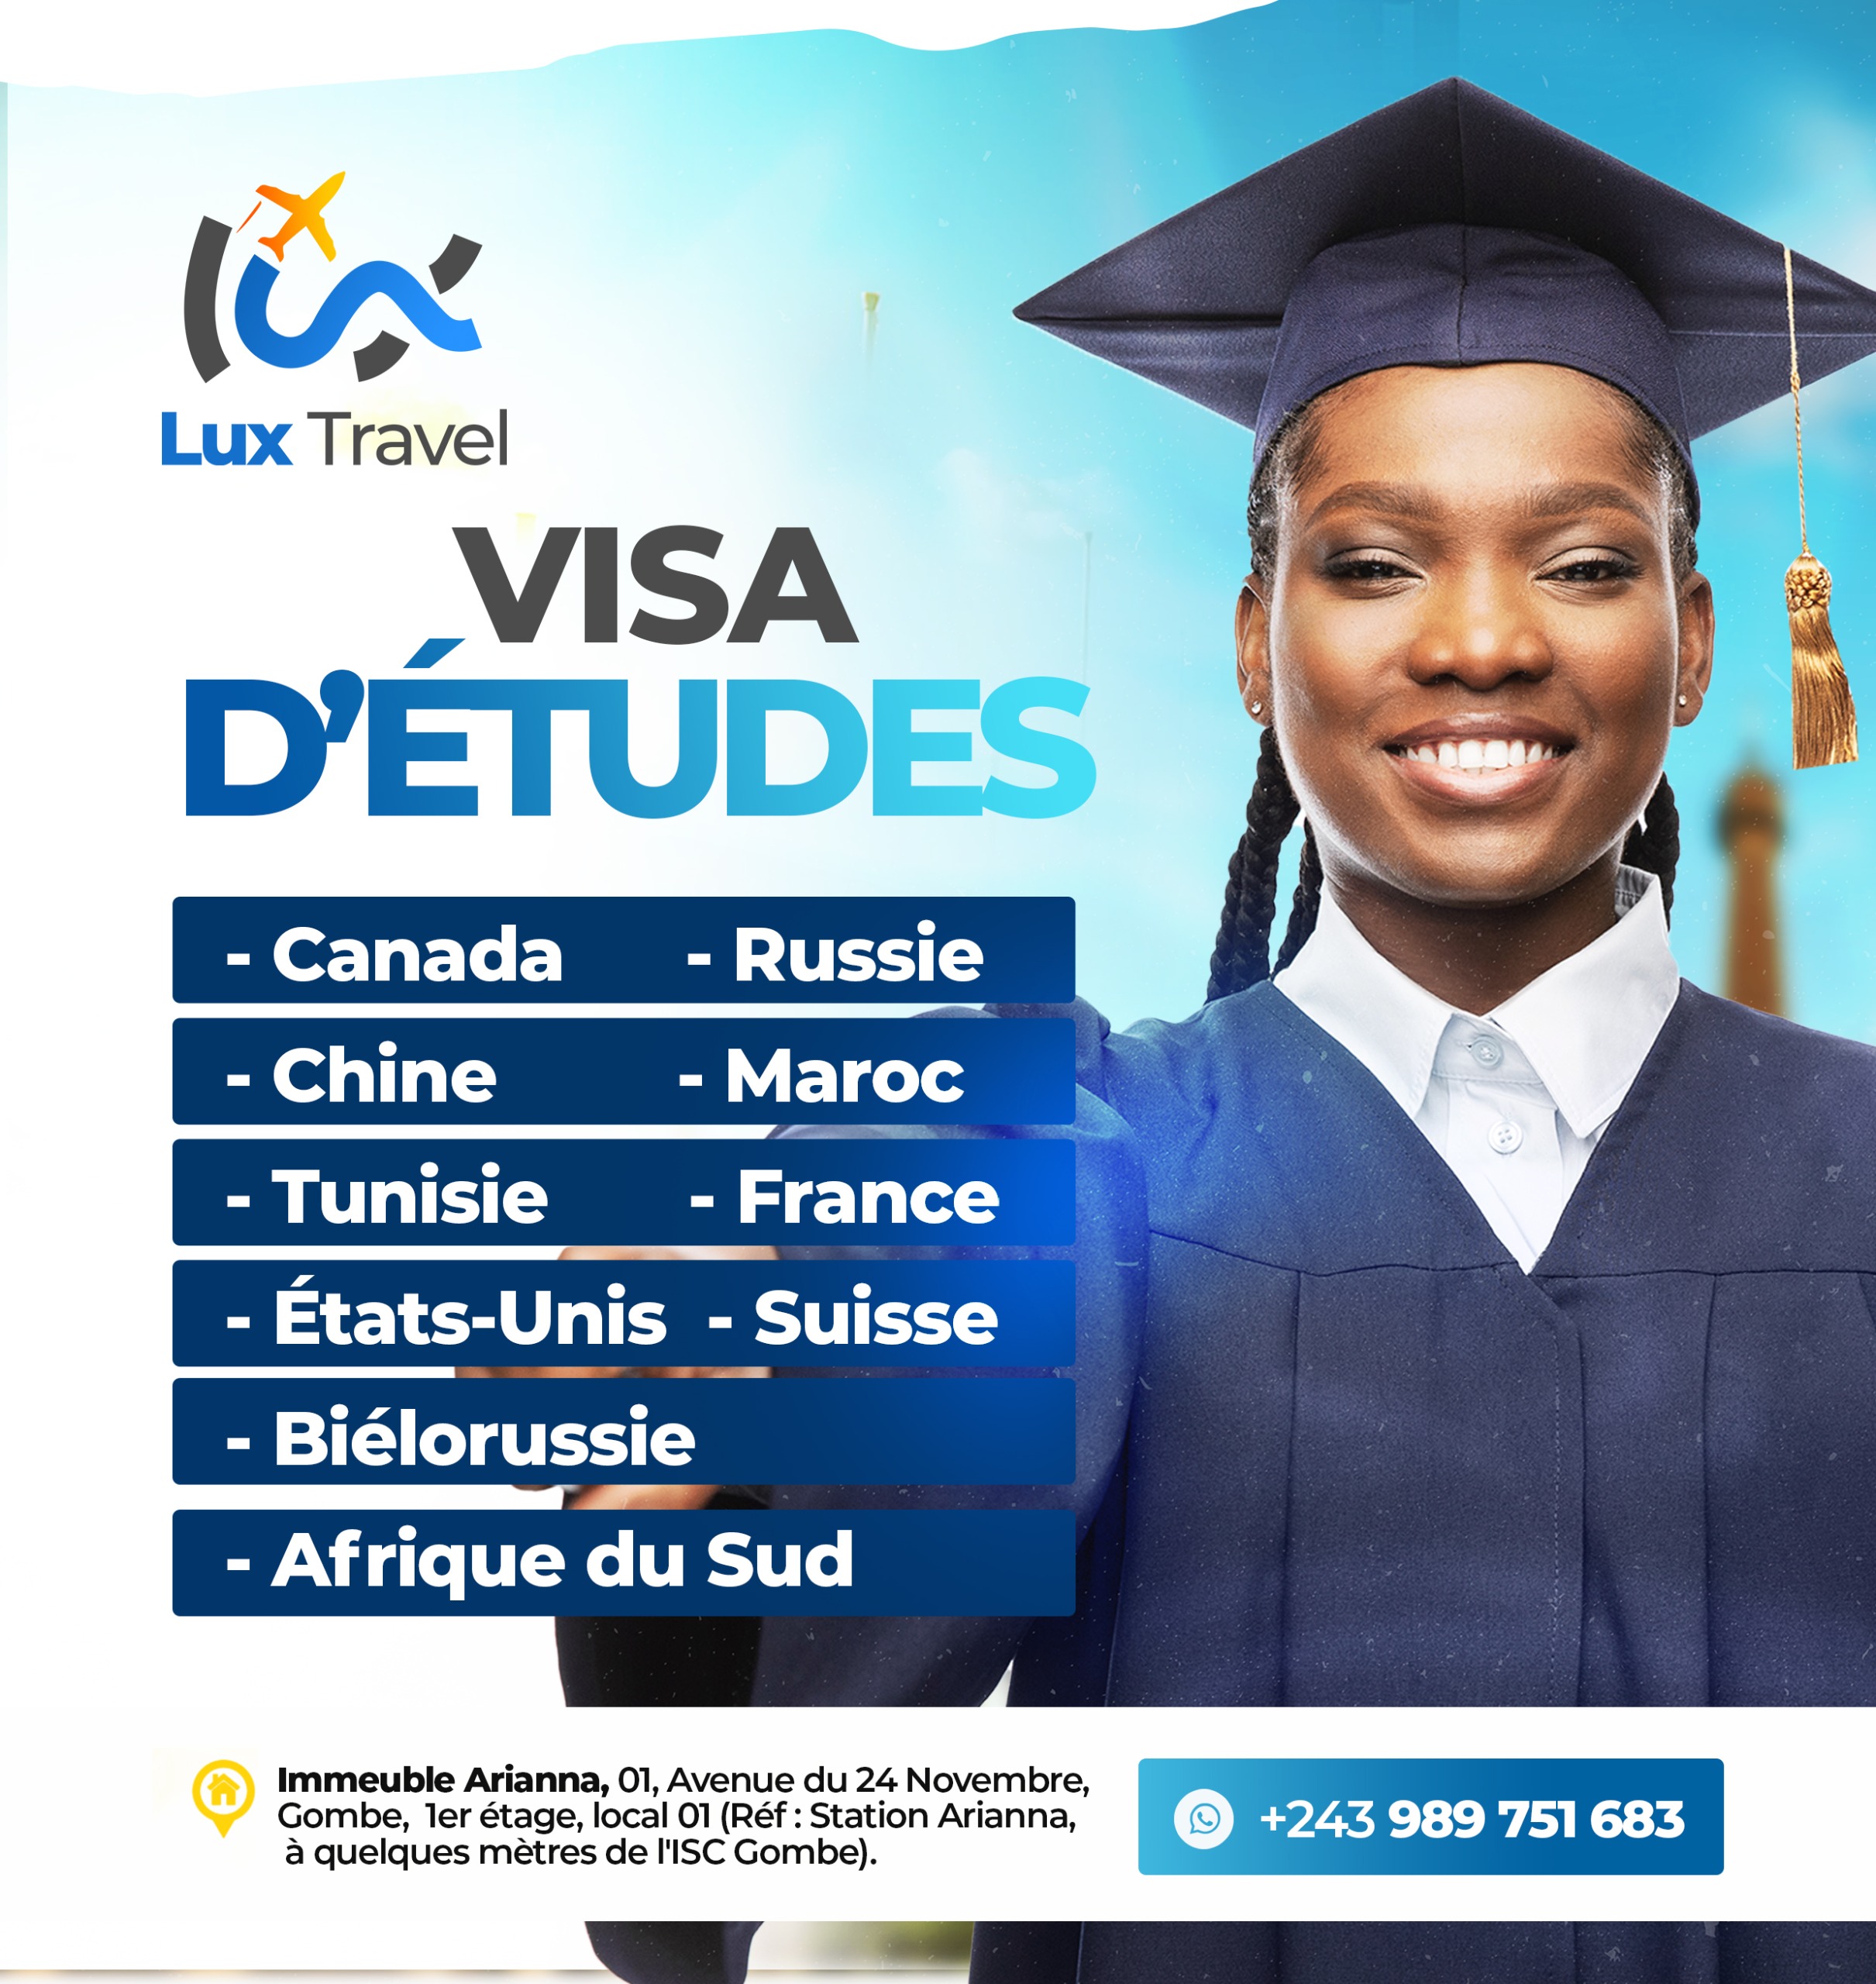 Lux
Lux Travel
VISA
D'ÉTUDES
- Canada - Russie
- Chine - Maroc
- Tunisie - France
- États-Unis - Suisse
- Biélorussie
- Afrique du Sud
Immeuble Arianna, 01, Avenue du 24 Novembre,
Gombe, 1er étage, local 01 (Réf : Station Arianna,
à quelques mètres de l'ISC Gombe).
+243 989 751 683